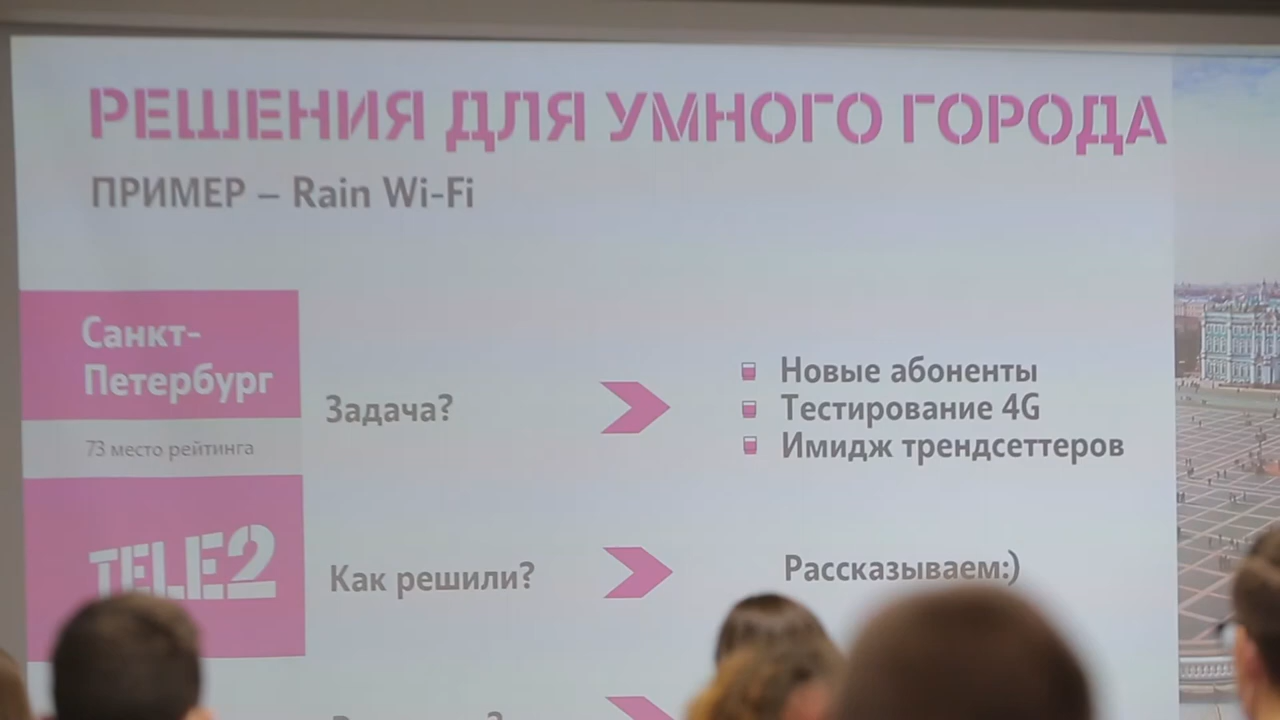 РЕШЕНИЯ ДЛЯ УМНОГО ГОРОДА
ПРИМЕР – Rain Wi-Fi
Санкт-
Петербург
73 место рейтинга
TELE2
Задача?
Новые абоненты
Тестирование 4G
Имидж трендсеттеров
Как решили?
Рассказываем:)